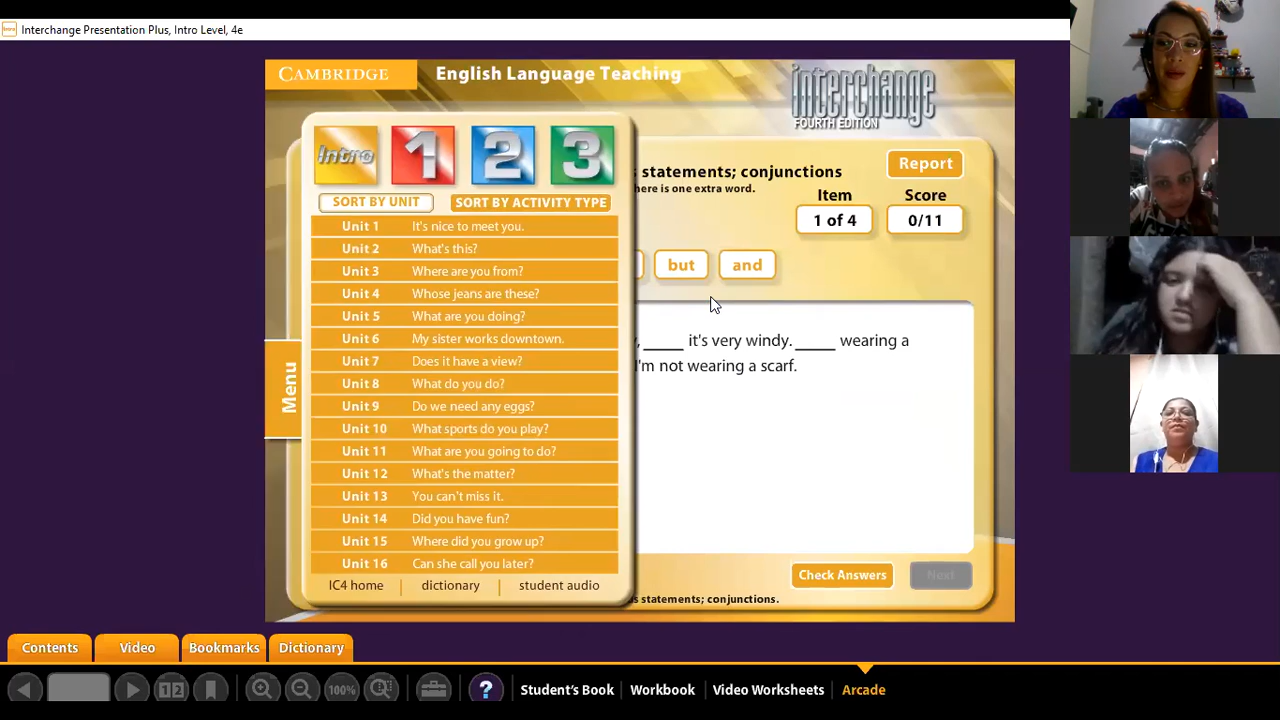 Interchange Presentation Plus, Intro Level, 4e
CAMBRIDGE
English Language Teaching
interchange
FOURTH EDITION
Intro 1 2 3
SORT BY UNIT
SORT BY ACTIVITY TYPE
Unit 1 It's nice to meet you.
Unit 2 What's this?
Unit 3 Where are you from?
Unit 4 Whose jeans are these?
Unit 5 What are you doing?
Unit 6 My sister works downtown.
Unit 7 Does it have a view?
Unit 8 What do you do?
Unit 9 Do we need any eggs?
Unit 10 What sports do you play?
Unit 11 What are you going to do?
Unit 12 What's the matter?
Unit 13 You can't miss it.
Unit 14 Did you have fun?
Unit 15 Where did you grow up?
Unit 16 Can she call you later?
IC4 home
dictionary
student audio
Menu
statements; conjunctions
here is one extra word.
Report
Item
Score
1 of 4
0/11
but
and
_____ it's very windy. _____ wearing a
I'm not wearing a scarf.
Check Answers
Next
s statements; conjunctions.
Contents
Video
Bookmarks
Dictionary
12
100%
?
Student's Book
Workbook
Video Worksheets
Arcade